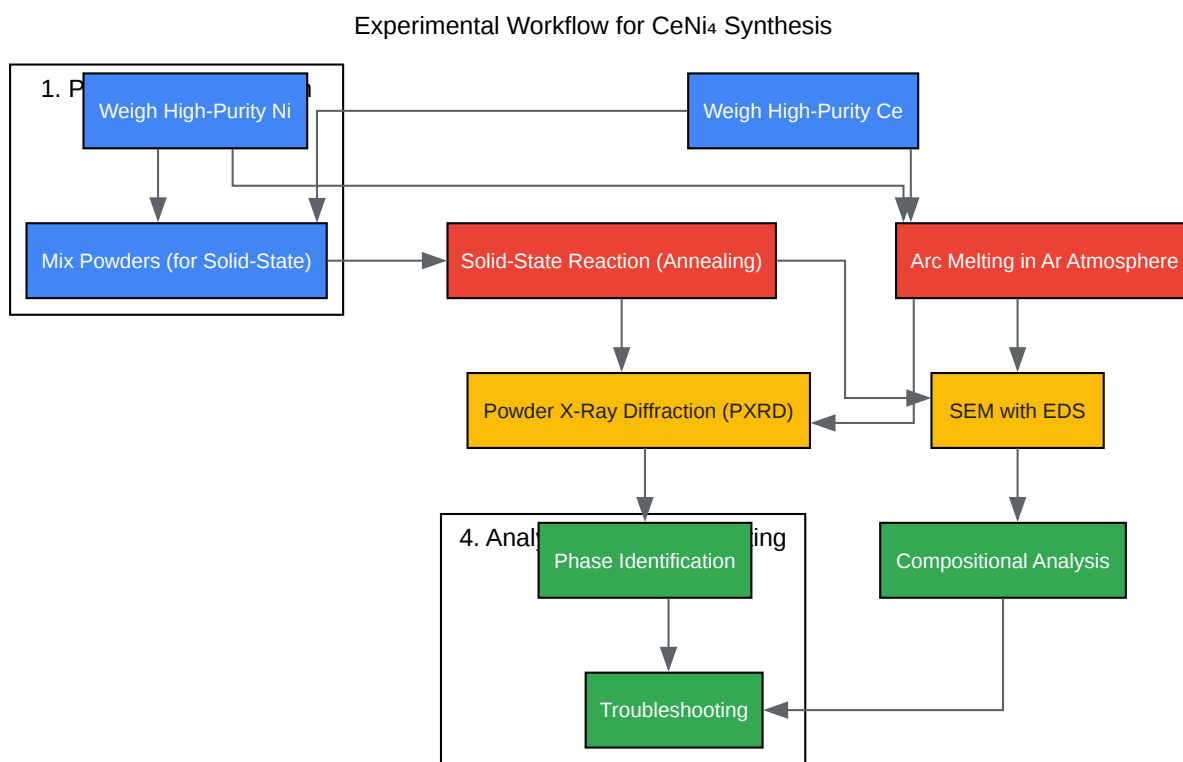 Experimental Workflow for CeNi₄ Synthesis
1. P
Weigh High-Purity Ni
Weigh High-Purity Ce
Mix Powders (for Solid-State)
Solid-State Reaction (Annealing)
Arc Melting in Ar Atmosphere
Powder X-Ray Diffraction (PXRD)
SEM with EDS
4. Analy
Phase Identification
Compositional Analysis
Troubleshooting